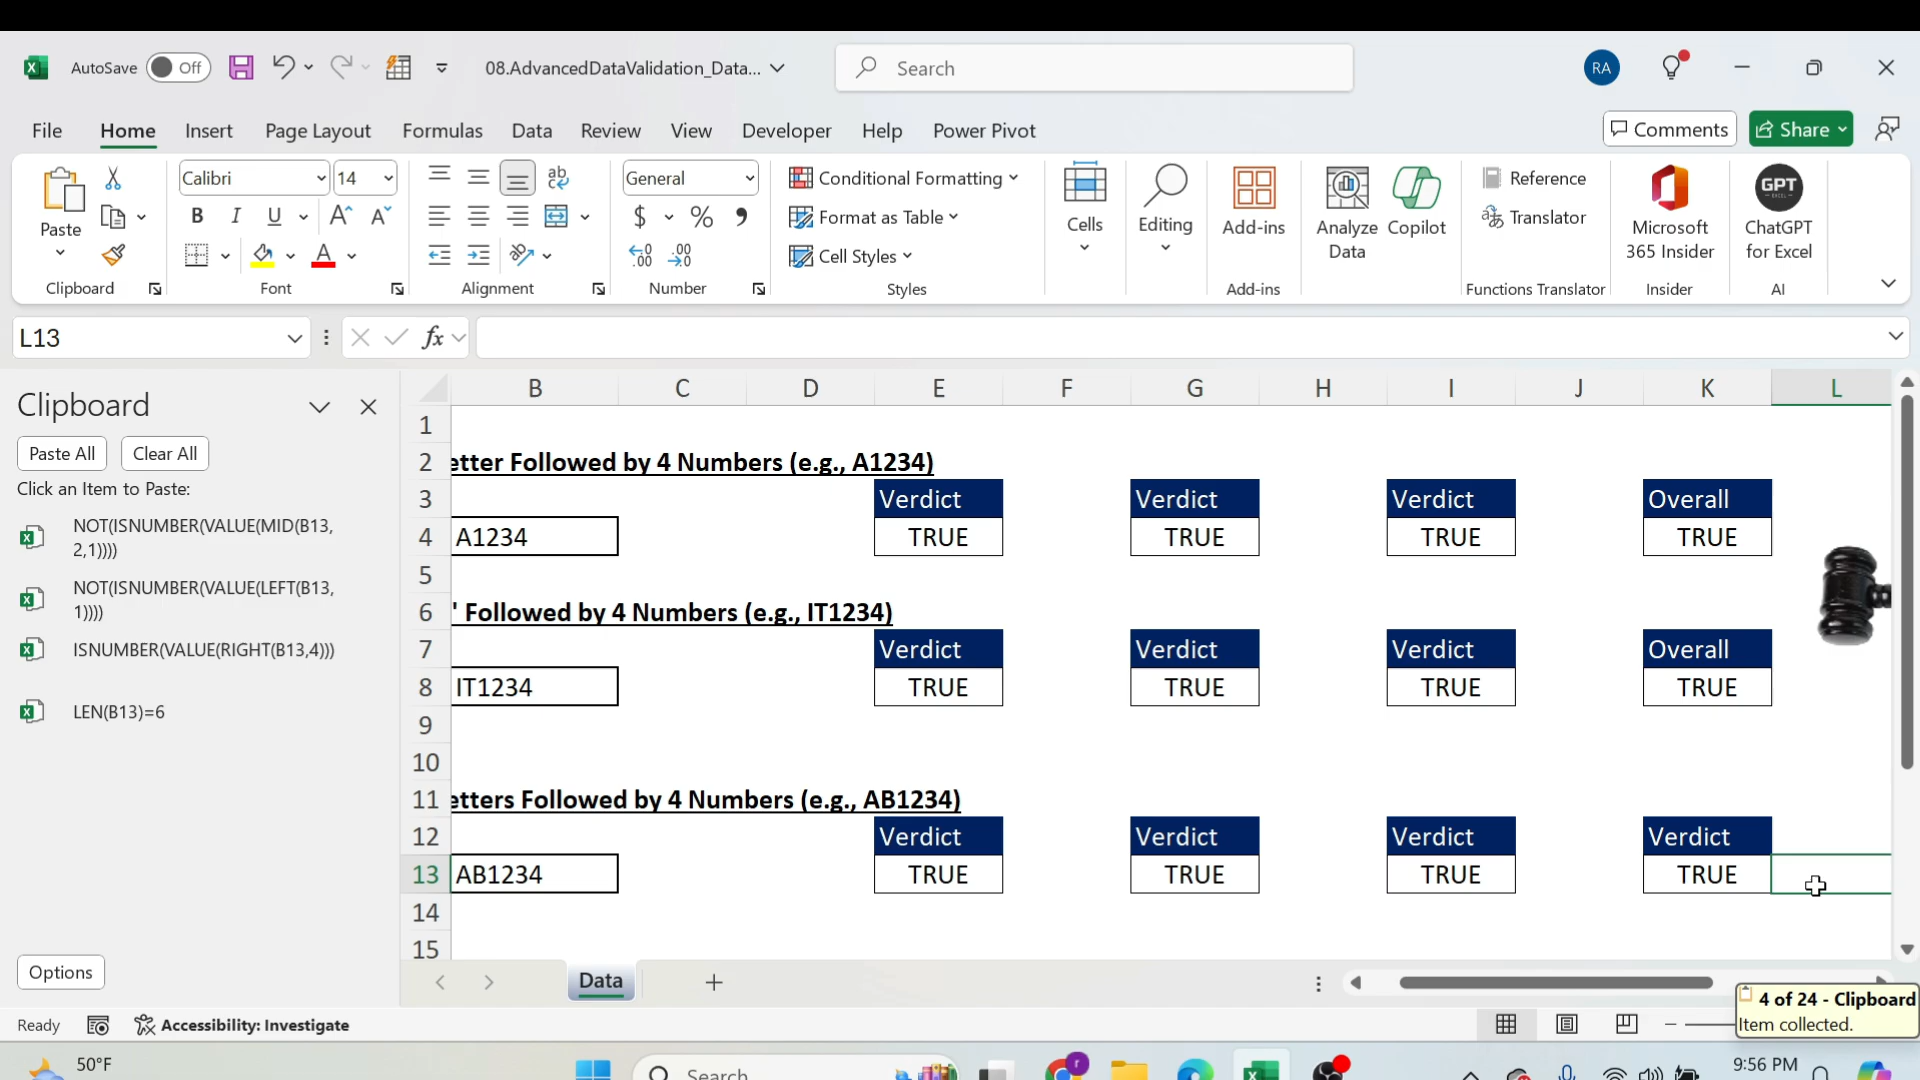 AutoSave Off 08.AdvancedDataValidation_Data... Search RA
File Home Insert Page Layout Formulas Data Review View Developer Help Power Pivot Comments Share
Paste Calibri 14 ab c General Conditional Formatting Cells Editing Add-ins Analyze Data Copilot Reference Microsoft 365 Insider GPT ChatGPT for Excel
B I U A A $ % 9 Format as Table Translator
A .00 .00 Cell Styles
Clipboard Font Alignment Number Styles Add-ins Functions Translator Insider AI
L13 fx
Clipboard
Paste All Clear All
Click an Item to Paste:
NOT(ISNUMBER(VALUE(MID(B13,
2,1))))
NOT(ISNUMBER(VALUE(LEFT(B13,
1))))
ISNUMBER(VALUE(RIGHT(B13,4)))
LEN(B13)=6
Options
B C D E F G H I J K L
1
2 etter Followed by 4 Numbers (e.g., A1234)
3 Verdict Verdict Verdict Overall
4 A1234 TRUE TRUE TRUE TRUE
5
6 ' Followed by 4 Numbers (e.g., IT1234)
7 Verdict Verdict Verdict Overall
8 IT1234 TRUE TRUE TRUE TRUE
9
10
11 etters Followed by 4 Numbers (e.g., AB1234)
12 Verdict Verdict Verdict Verdict
13 AB1234 TRUE TRUE TRUE TRUE
14
15
Data
4 of 24 - Clipboard
Item collected.
Ready Accessibility: Investigate
50°F Search 9:56 PM